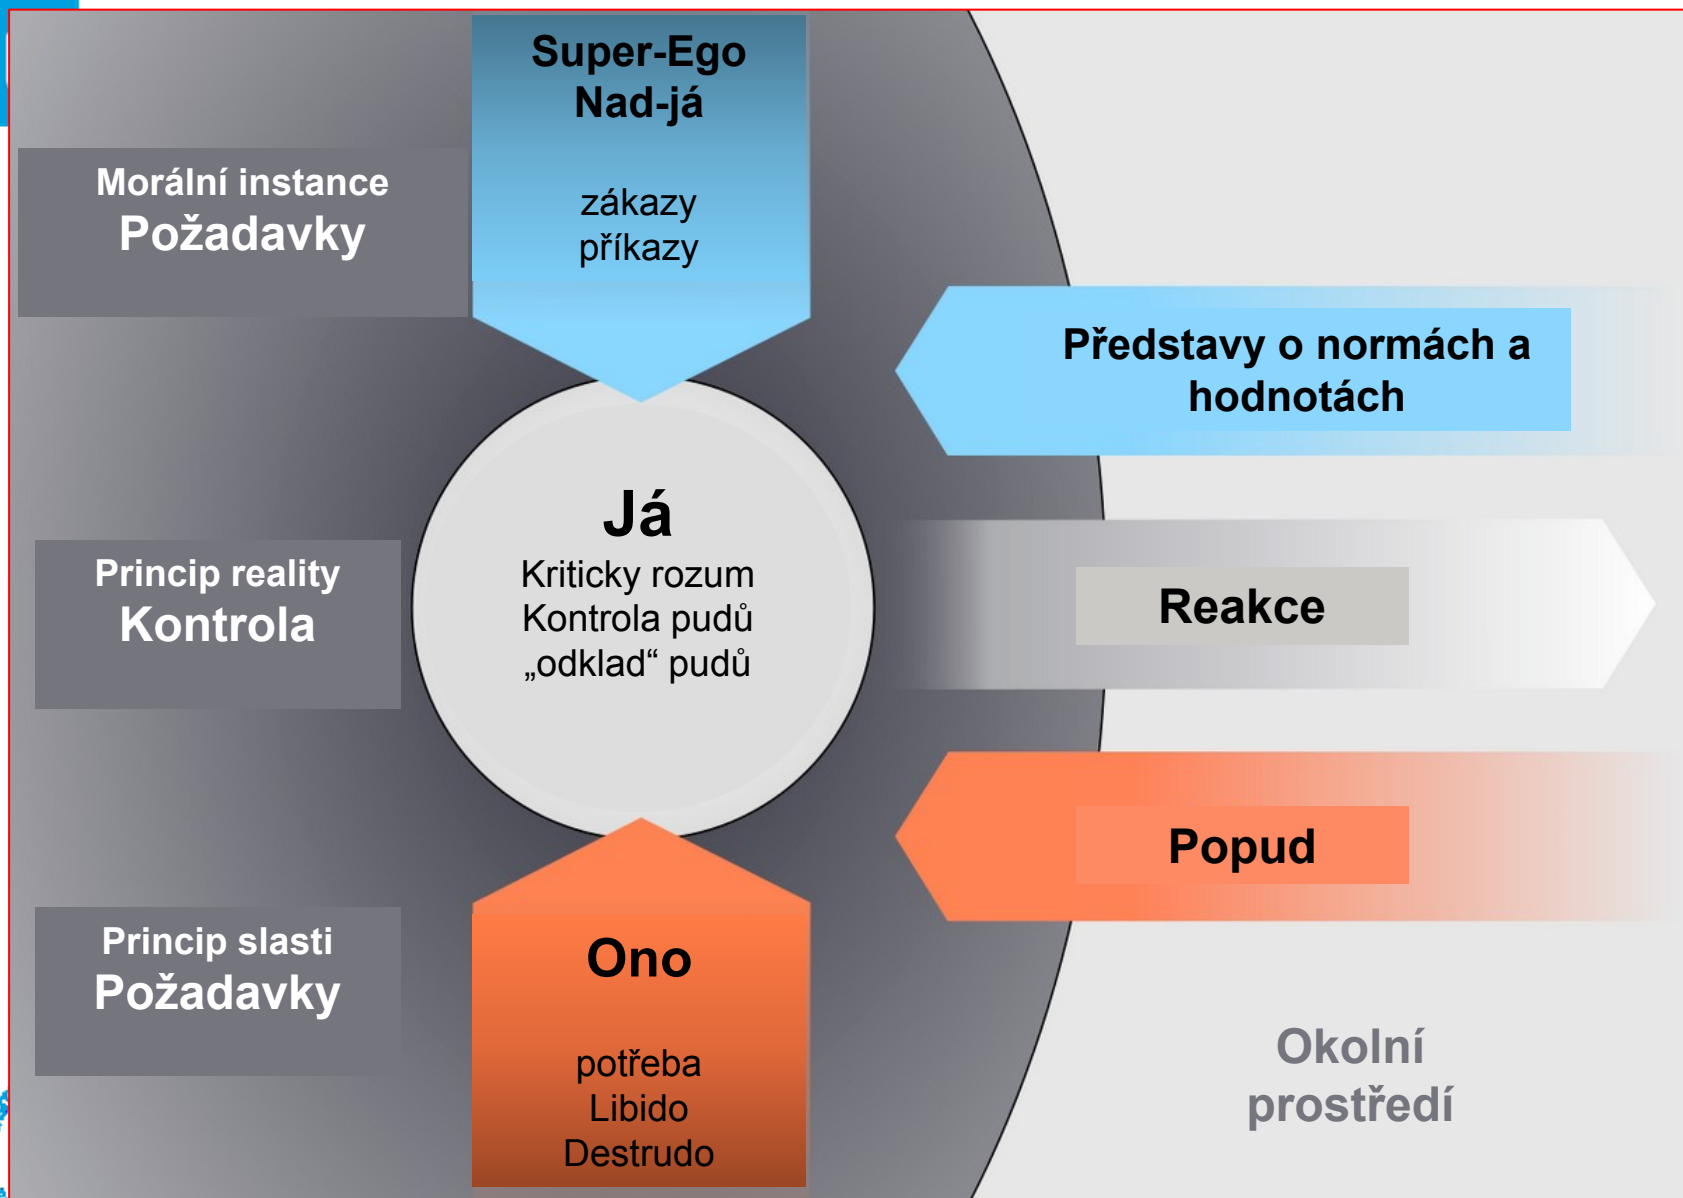 Super-Ego
Nad-já
zákazy
příkazy
Morální instance
Požadavky
Představy o normách a
hodnotách
Já
Kriticky rozum
Kontrola pudů
„odklad“ pudů
Princip reality
Kontrola
Reakce
Popud
Princip slasti
Požadavky
Ono
potřeba
Libido
Destrudo
Okolní
prostředí